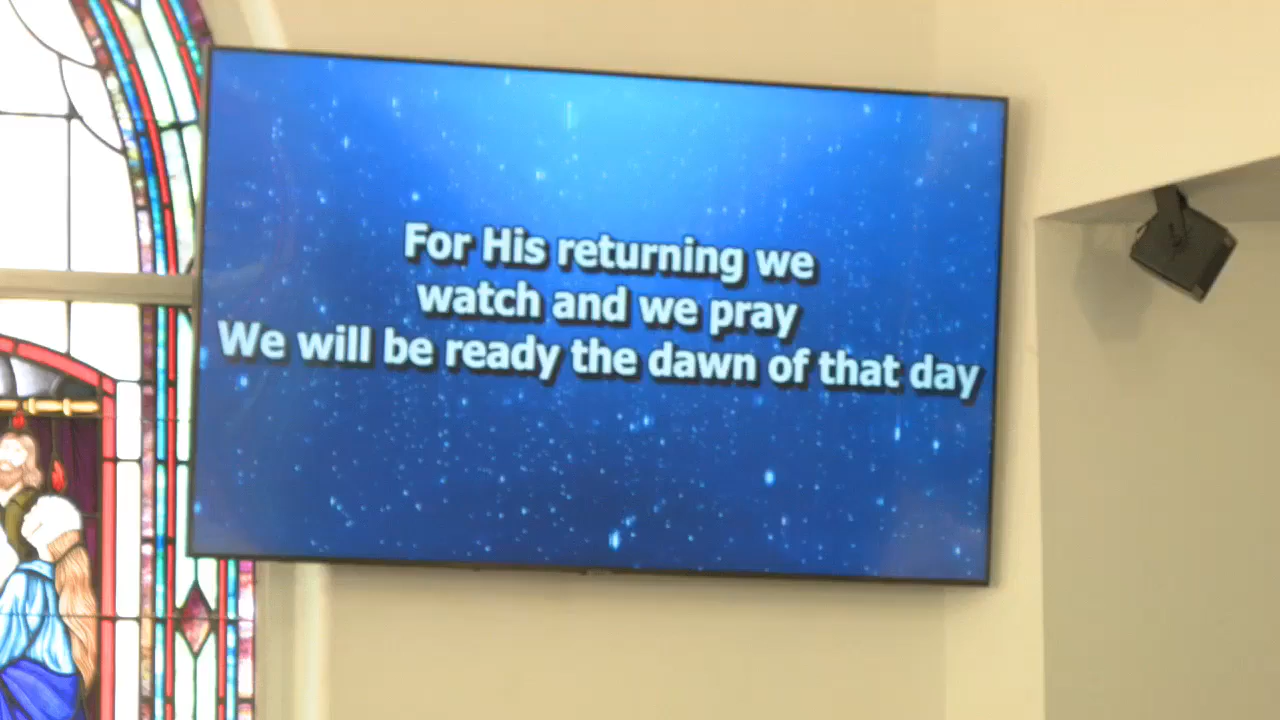 For His returning we
watch and we pray
We will be ready the dawn of that day